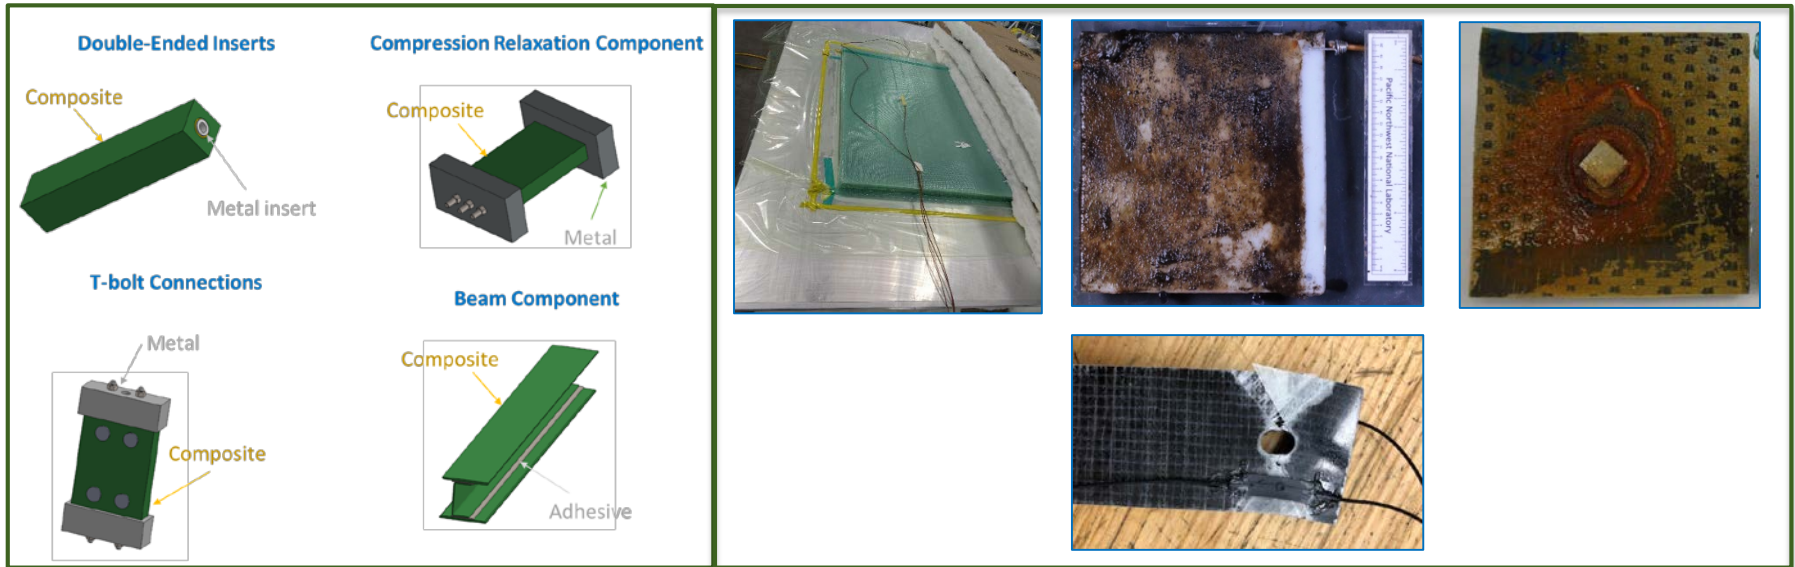 Double-Ended Inserts
Composite
Metal insert
Compression Relaxation Component
Composite
Metal
T-bolt Connections
Metal
Composite
Beam Component
Composite
Adhesive
Pacific Northwest National Laboratory